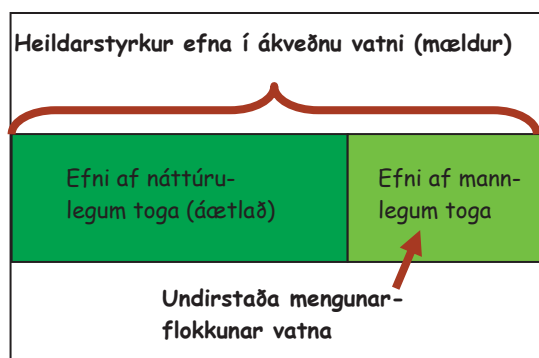 Heildarstyrkur efna í ákveðnu vatni (mældur)
Efni af náttúru-
legum toga (áætlað)
Efni af mann-
legum toga
Undirstaða mengunar-
flokkunar vatna